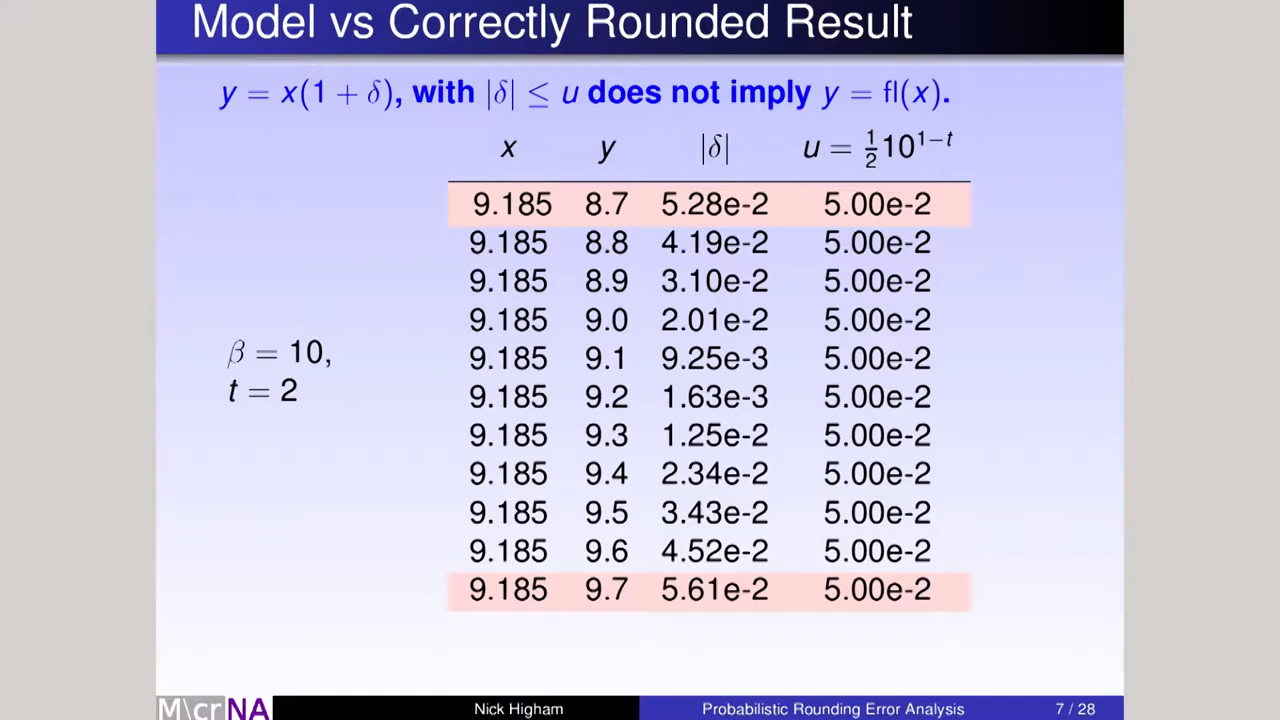 Model vs Correctly Rounded Result
y = x(1 + δ), with |δ| ≤ u does not imply y = fl(x).
x y |δ| u = ½10^{1−t}
9.185 8.7 5.28e-2 5.00e-2
9.185 8.8 4.19e-2 5.00e-2
9.185 8.9 3.10e-2 5.00e-2
9.185 9.0 2.01e-2 5.00e-2
9.185 9.1 9.25e-3 5.00e-2
9.185 9.2 1.63e-3 5.00e-2
9.185 9.3 1.25e-2 5.00e-2
9.185 9.4 2.34e-2 5.00e-2
9.185 9.5 3.43e-2 5.00e-2
9.185 9.6 4.52e-2 5.00e-2
9.185 9.7 5.61e-2 5.00e-2
β = 10,
t = 2
M\crNA Nick Higham Probabilistic Rounding Error Analysis 7 / 28